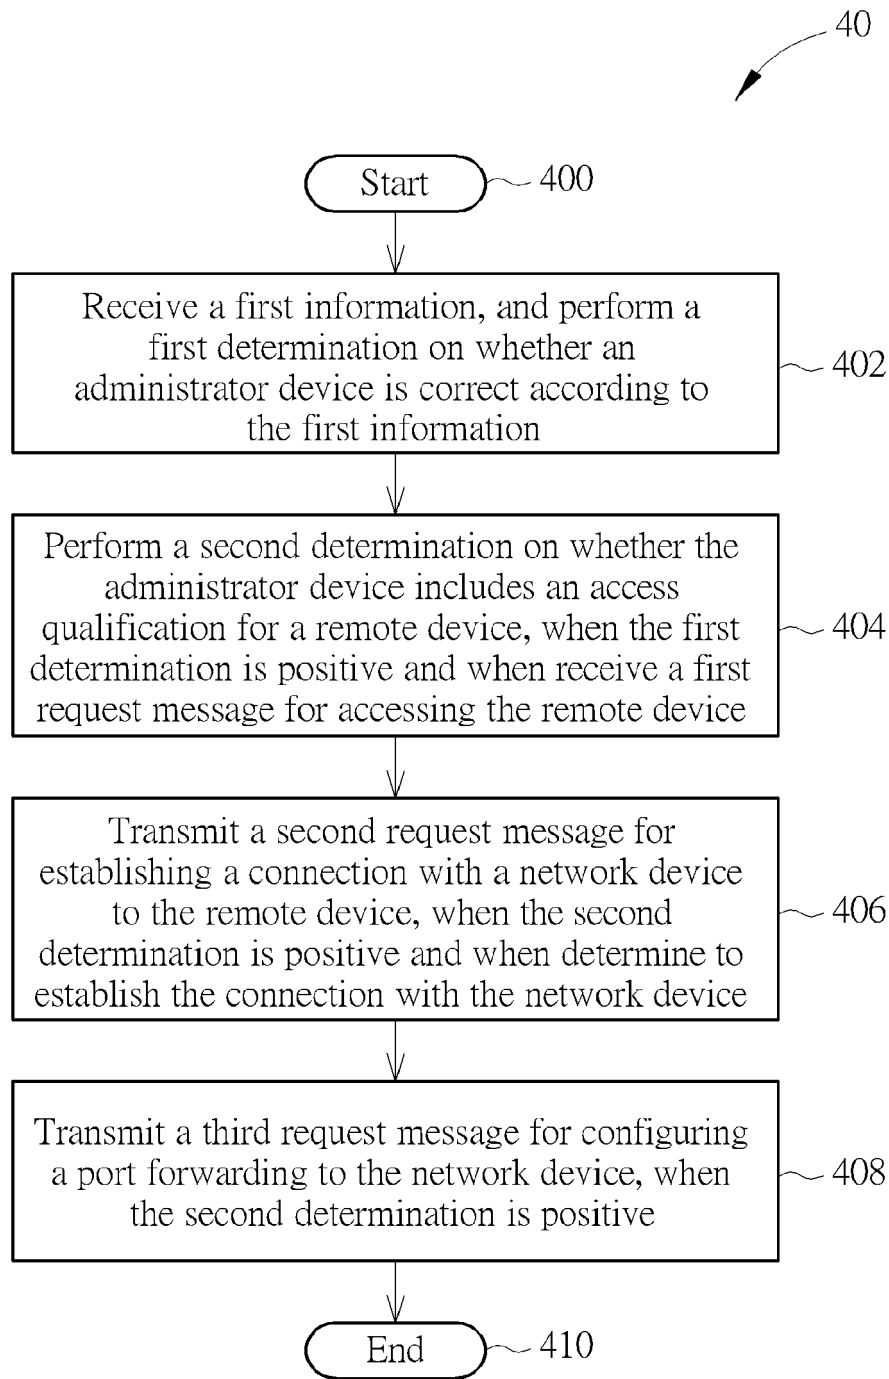 40
Start
400
Receive a first information, and perform a
first determination on whether an
administrator device is correct according to
the first information
402
Perform a second determination on whether the
administrator device includes an access
qualification for a remote device, when the first
determination is positive and when receive a first
request message for accessing the remote device
404
Transmit a second request message for
establishing a connection with a network device
to the remote device, when the second
determination is positive and when determine to
establish the connection with the network device
406
Transmit a third request message for configuring
a port forwarding to the network device, when
the second determination is positive
408
End
410